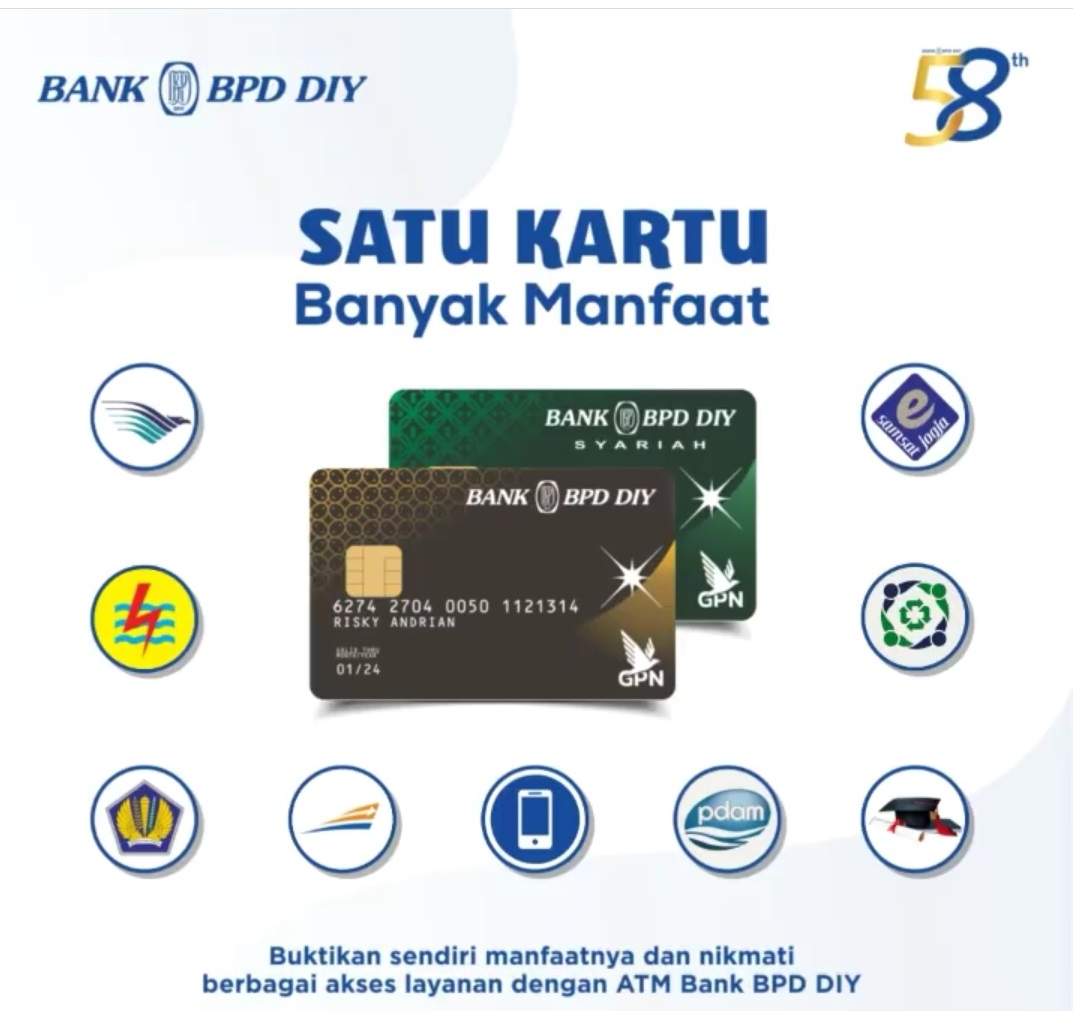 BANK BPD DIY
58th
SATU KARTU
Banyak Manfaat
BANK BPD DIY
SYARIAH
BANK BPD DIY
e
samsat jogja
GPN
6274 2704 0050 1121314
RISKY ANDRIAN
01/24
GPN
pdam
Buktikan sendiri manfaatnya dan nikmati
berbagai akses layanan dengan ATM Bank BPD DIY